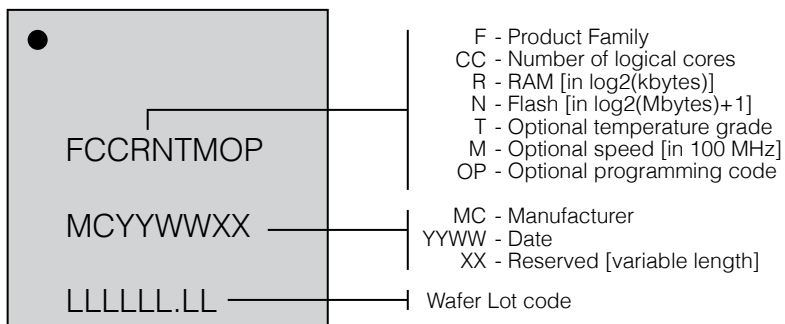 FCCRNTMOP
F - Product Family
CC - Number of logical cores
R - RAM [in log2(kbytes)]
N - Flash [in log2(Mbytes)+1]
T - Optional temperature grade
M - Optional speed [in 100 MHz]
OP - Optional programming code
MCYYWWXX
MC - Manufacturer
YYWW - Date
XX - Reserved [variable length]
LLLLLL.LL
Wafer Lot code